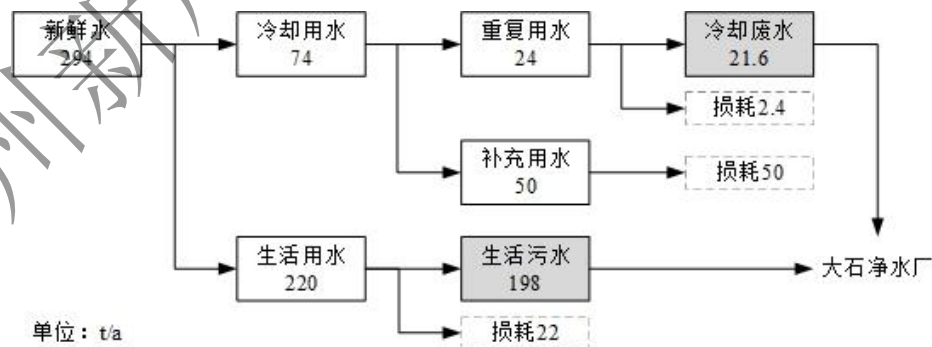 新鲜水
294
冷却用水
74
重复用水
24
冷却废水
21.6
损耗2.4
补充用水
50
损耗50
生活用水
220
生活污水
198
大石净水厂
损耗22
单位：t/a
州新